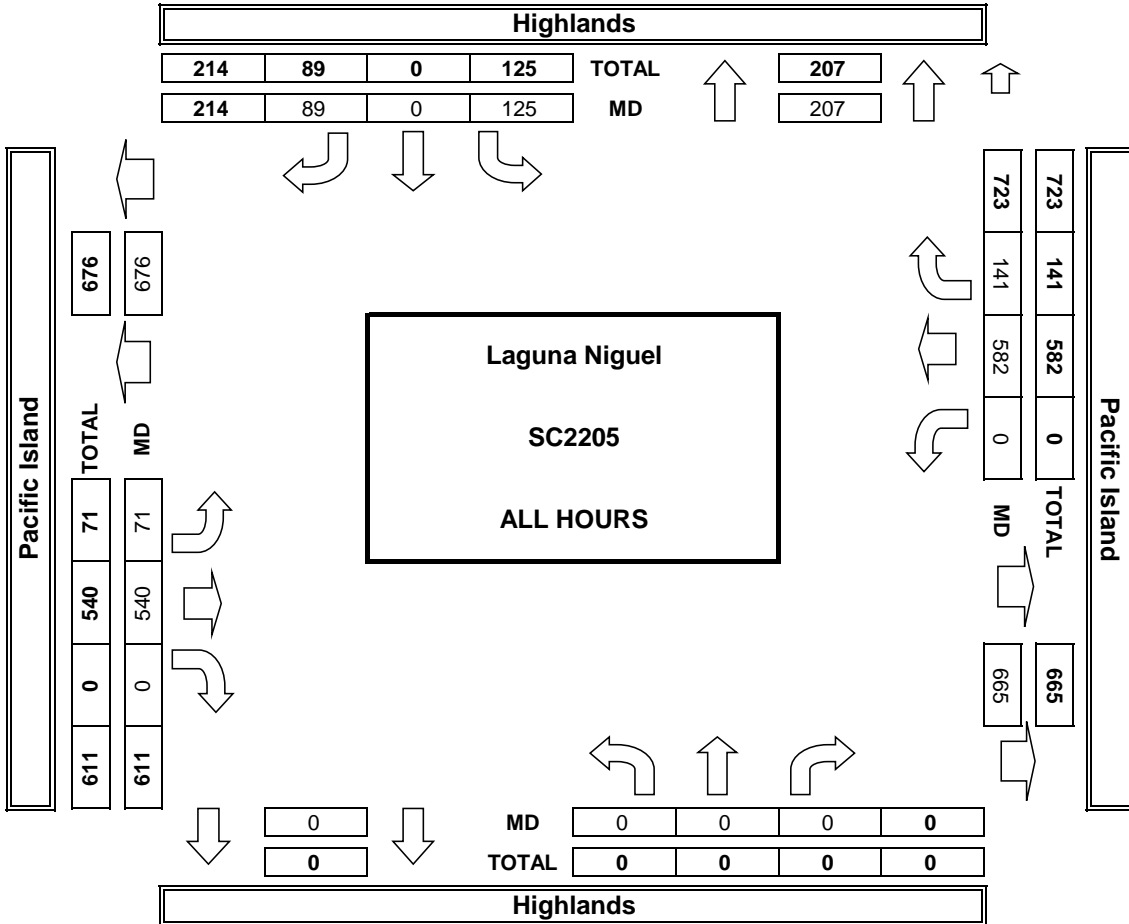 Highlands
214 89 0 125 TOTAL 207
214 89 0 125 MD 207
Pacific Island
TOTAL 676
MD 676
TOTAL 71 540 0 611
MD 71 540 0 611
Laguna Niguel
SC2205
ALL HOURS
723 141 582 0 MD
723 141 582 0 TOTAL
665
665
Pacific Island
0 MD 0 0 0 0
0 TOTAL 0 0 0 0
Highlands